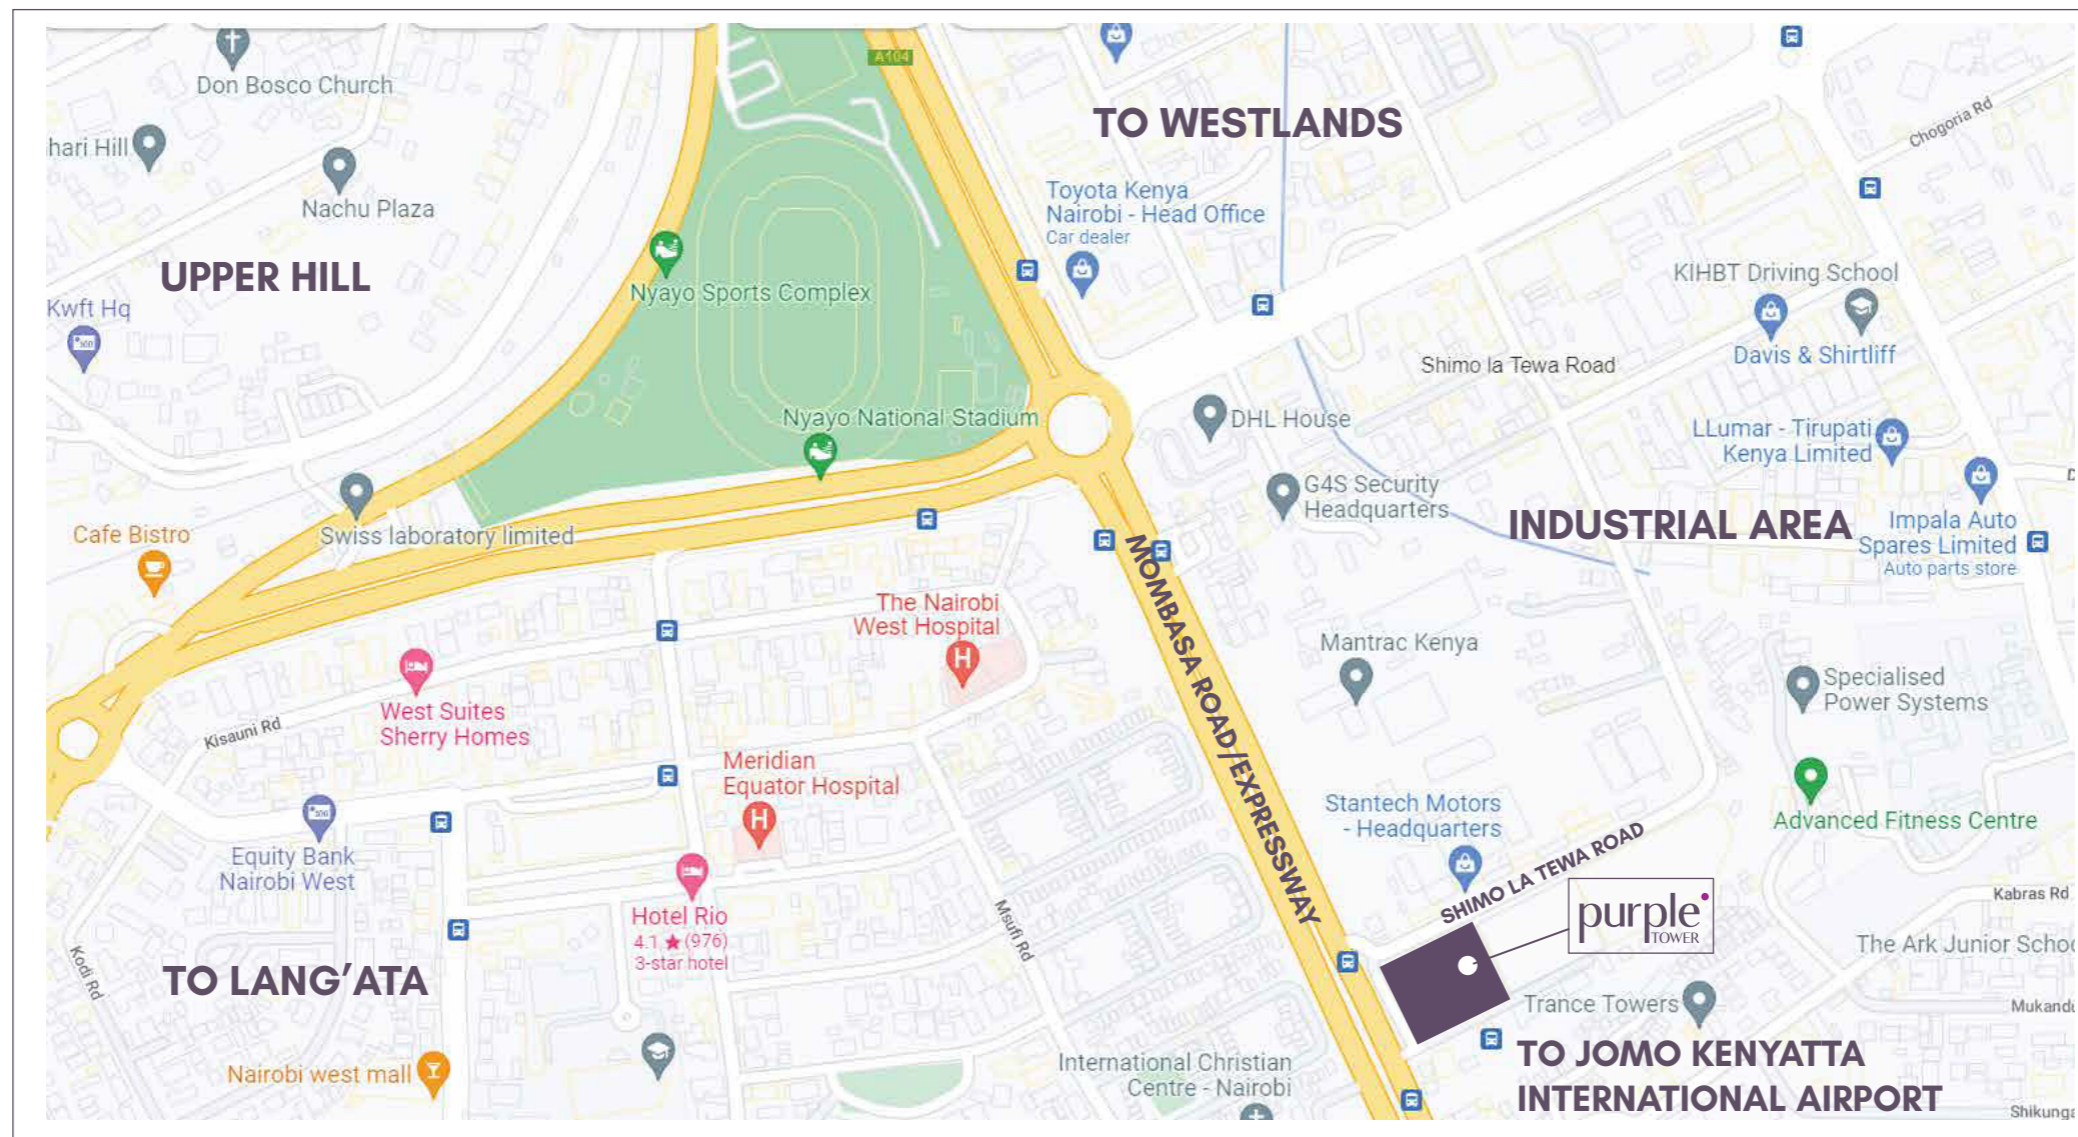 A104
Don Bosco Church
hari Hill
Nachu Plaza
UPPER HILL
Kwft Hq
TO WESTLANDS
Toyota Kenya
Nairobi - Head Office
Car dealer
Chogoria Rd
KIHBT Driving School
Davis & Shirtliff
Shimo la Tewa Road
Nyayo Sports Complex
Nyayo National Stadium
DHL House
LLumar - Tirupati
Kenya Limited
G4S Security
Headquarters
INDUSTRIAL AREA
Impala Auto
Spares Limited
Auto parts store
Cafe Bistro
Swiss laboratory limited
The Nairobi
West Hospital
MOMBASA ROAD/EXPRESSWAY
Mantrac Kenya
Specialised
Power Systems
West Suites
Sherry Homes
Kisauni Rd
Meridian
Equator Hospital
Stantech Motors
- Headquarters
Advanced Fitness Centre
SHIMO LA TEWA ROAD
Equity Bank
Nairobi West
Hotel Rio
4.1 ★ (976)
3-star hotel
Msufi Rd
purple
TOWER
Kabras Rd
The Ark Junior Schoo
Kodi Rd
TO LANG'ATA
Trance Towers
Mukandu
TO JOMO KENYATTA
INTERNATIONAL AIRPORT
Nairobi west mall
International Christian
Centre - Nairobi
Shikunga